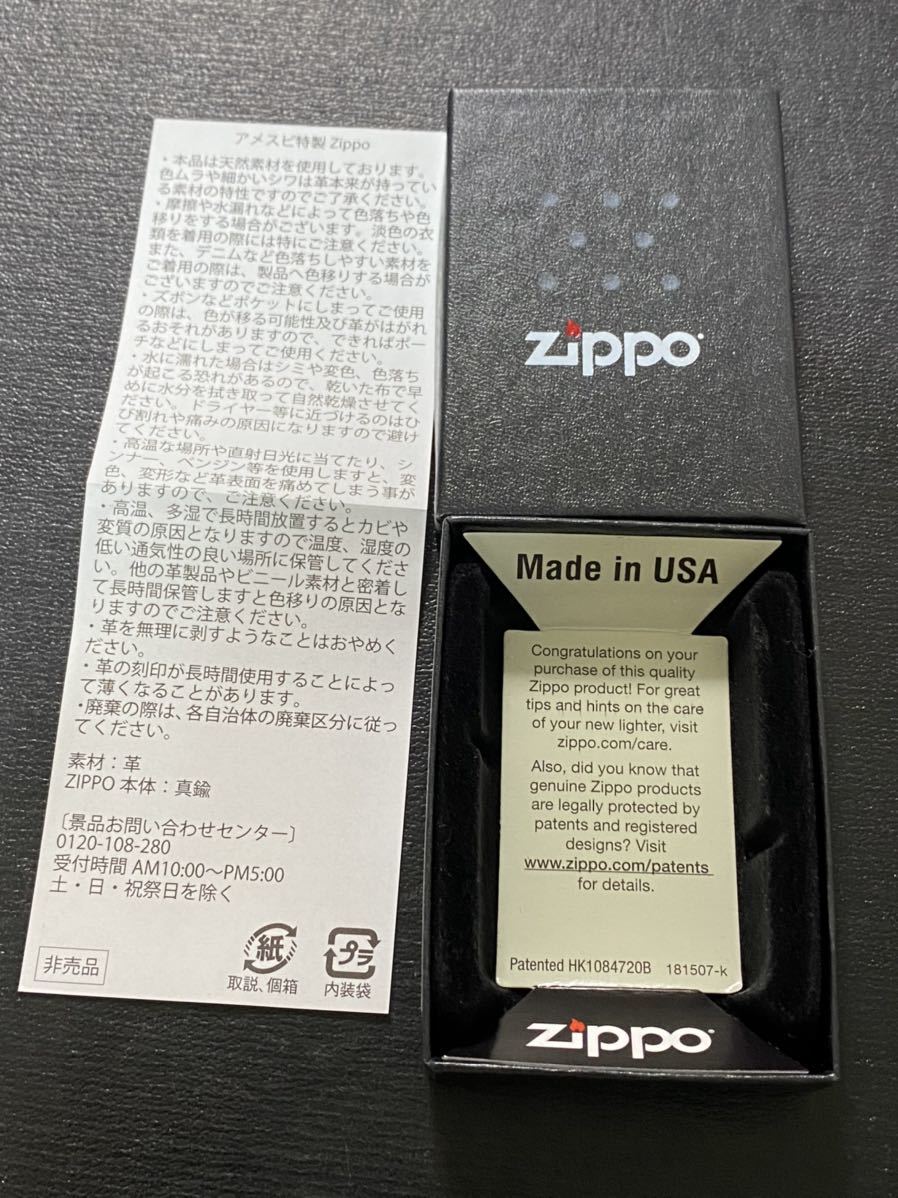 アメスピ特製 Zippo
・本品は天然素材を使用しております。
色ムラや細かいシワは革本来が持ってい
る素材の特性ですのでご了承ください。
・摩擦や水漏れなどによって色落ちや色
移りをする場合がございます。淡色の衣
類を着用の際には特にご注意ください。
また、デニムなど色落ちしやすい素材を
ご着用の際は、製品へ色移りする場合が
ございますのでご注意ください。
・ズボンなどポケットにしまってご使用
の際は、色が移る可能性及び革がはがれ
るおそれがありますので、できればポー
チなどにしまってご使用ください。
・水に濡れた場合はシミや変色、色落ち
が起こる恐れがあるので、乾いた布で早
めに水分を拭き取って自然乾燥させてく
ださい。ドライヤー等に近づけるのはひ
び割れや痛みの原因になりますので避け
てください。
・高温な場所や直射日光に当てたり、シ
ンナー、ベンジン等を使用しますと、変
色、変形など革表面を痛めてしまう事が
ありますので、ご注意ください。
・高温、多湿で長時間放置するとカビや
変質の原因となりますので温度、湿度の
低い通気性の良い場所に保管してくださ
い。他の革製品やビニール素材と密着し
て長時間保管しますと色移りの原因とな
りますのでご注意ください。
・革を無理に剥すようなことはおやめく
ださい。
・革の刻印が長時間使用することによっ
て薄くなることがあります。
・廃棄の際は、各自治体の廃棄区分に従っ
てください。
素材：革
ZIPPO 本体：真鍮
〔景品お問い合わせセンター〕
0120-108-280
受付時間 AM10:00～PM5:00
土・日・祝祭日を除く
非売品
紙
取説、個箱
プラ
内装袋
zippo
Made in USA
Congratulations on your
purchase of this quality
Zippo product! For great
tips and hints on the care
of your new lighter, visit
zippo.com/care.
Also, did you know that
genuine Zippo products
are legally protected by
patents and registered
designs? Visit
www.zippo.com/patents
for details.
Patented HK1084720B 181507-k
zippo